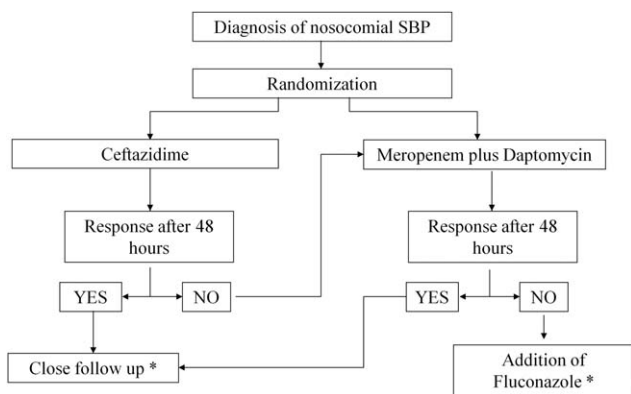 Diagnosis of nosocomial SBP
Randomization
Ceftazidime
Meropenem plus Daptomycin
Response after 48
hours
Response after 48
hours
YES
NO
YES
NO
Close follow up *
Addition of
Fluconazole *